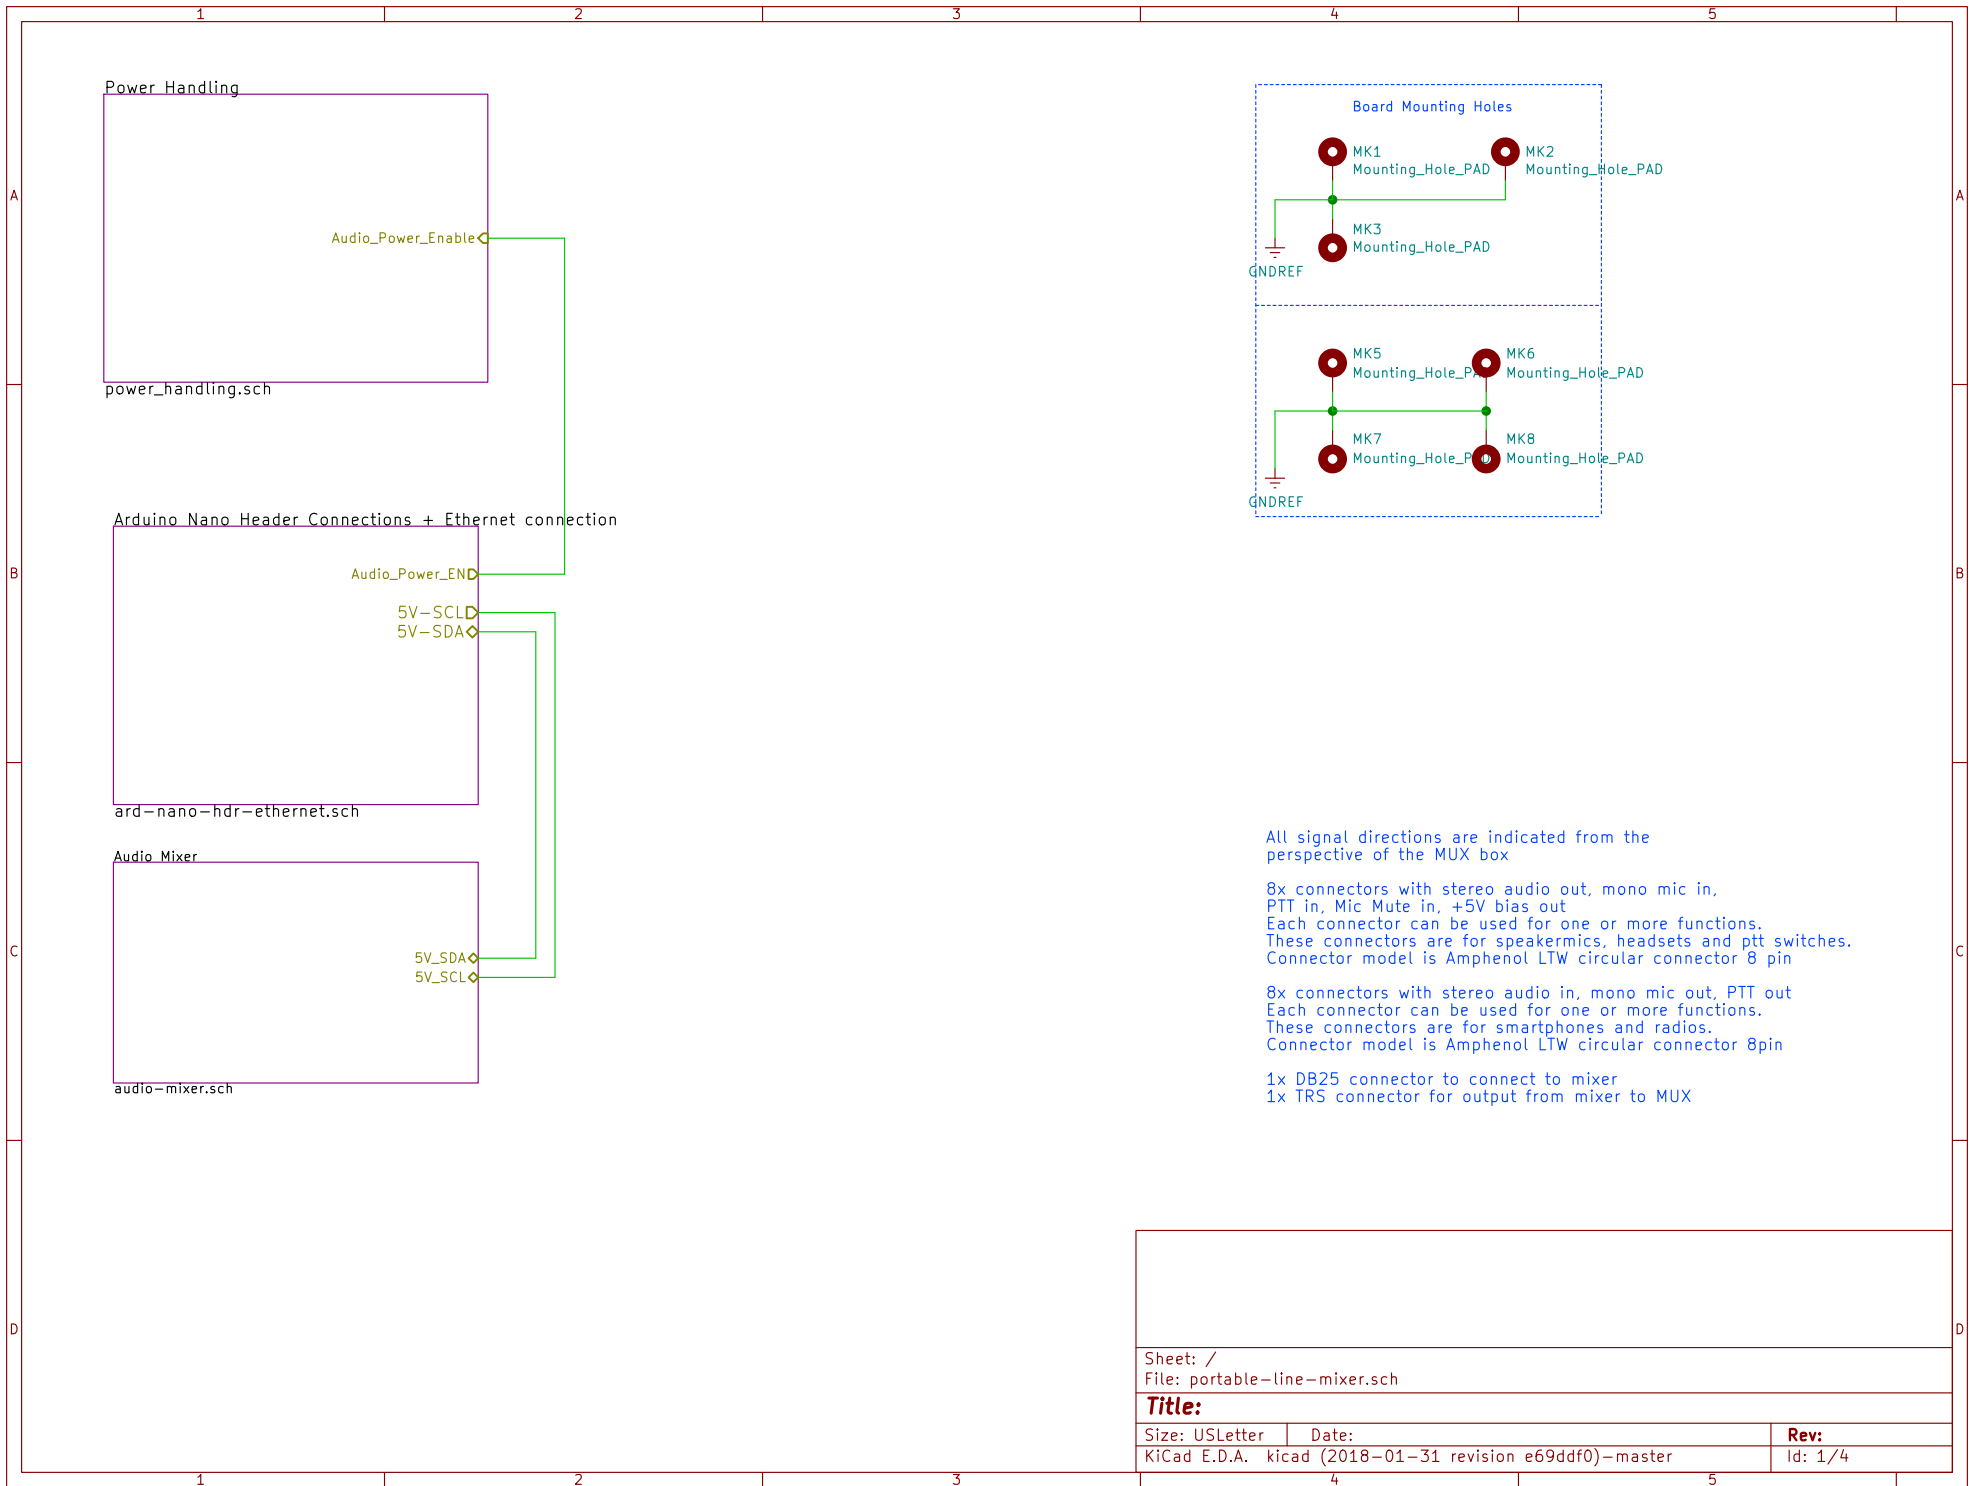 1 2 3 4 5
A
B
C
D
A
B
C
D
Power Handling
Audio_Power_Enable
power_handling.sch
Arduino Nano Header Connections + Ethernet connection
Audio_Power_EN
5V-SCL
5V-SDA
ard-nano-hdr-ethernet.sch
Audio Mixer
5V_SDA
5V_SCL
audio-mixer.sch
Board Mounting Holes
MK1
Mounting_Hole_PAD
MK2
Mounting_Hole_PAD
MK3
Mounting_Hole_PAD
GNDREF
MK5
Mounting_Hole_PAD
MK6
Mounting_Hole_PAD
MK7
Mounting_Hole_PAD
MK8
Mounting_Hole_PAD
GNDREF
All signal directions are indicated from the
perspective of the MUX box
8x connectors with stereo audio out, mono mic in,
PTT in, Mic Mute in, +5V bias out
Each connector can be used for one or more functions.
These connectors are for speakermics, headsets and ptt switches.
Connector model is Amphenol LTW circular connector 8 pin
8x connectors with stereo audio in, mono mic out, PTT out
Each connector can be used for one or more functions.
These connectors are for smartphones and radios.
Connector model is Amphenol LTW circular connector 8pin
1x DB25 connector to connect to mixer
1x TRS connector for output from mixer to MUX
Sheet: /
File: portable-line-mixer.sch
Title:
Size: USLetter Date: Rev:
KiCad E.D.A. kicad (2018-01-31 revision e69ddf0)-master Id: 1/4
1 2 3 4 5